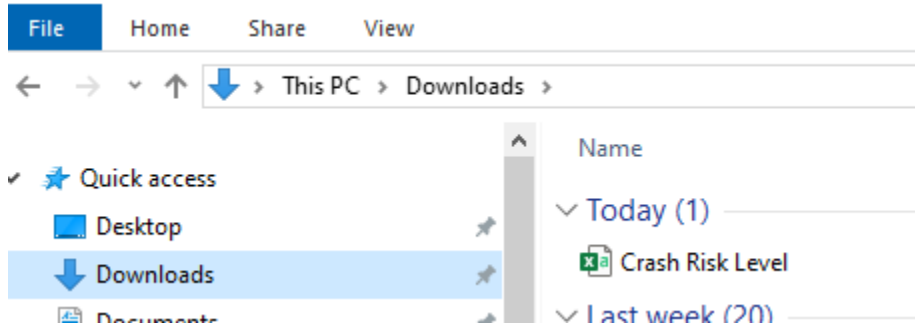 File Home Share View
This PC > Downloads >
Name
Quick access
Today (1)
Desktop
Crash Risk Level
Downloads
Documents
Last week (20)